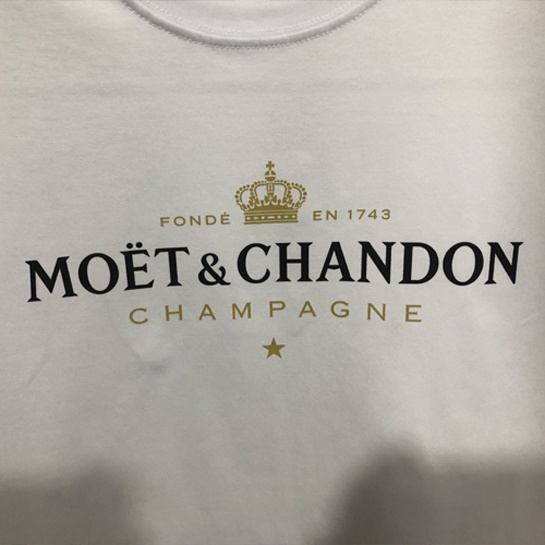 FONDÉ EN 1743
MOËT & CHANDON
CHAMPAGNE